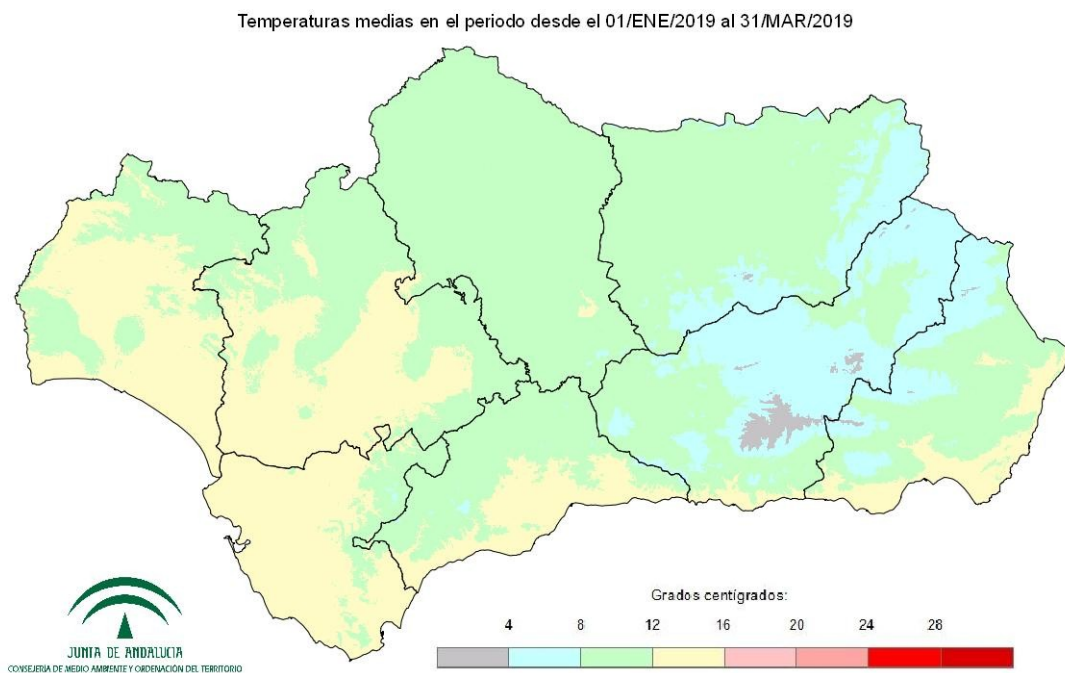 Temperaturas medias en el periodo desde el 01/ENE/2019 al 31/MAR/2019
Grados centígrados:
4 8 12 16 20 24 28
JUNTA DE ANDALUCIA
CONSEJERÍA DE MEDIO AMBIENTE Y ORDENACIÓN DEL TERRITORIO